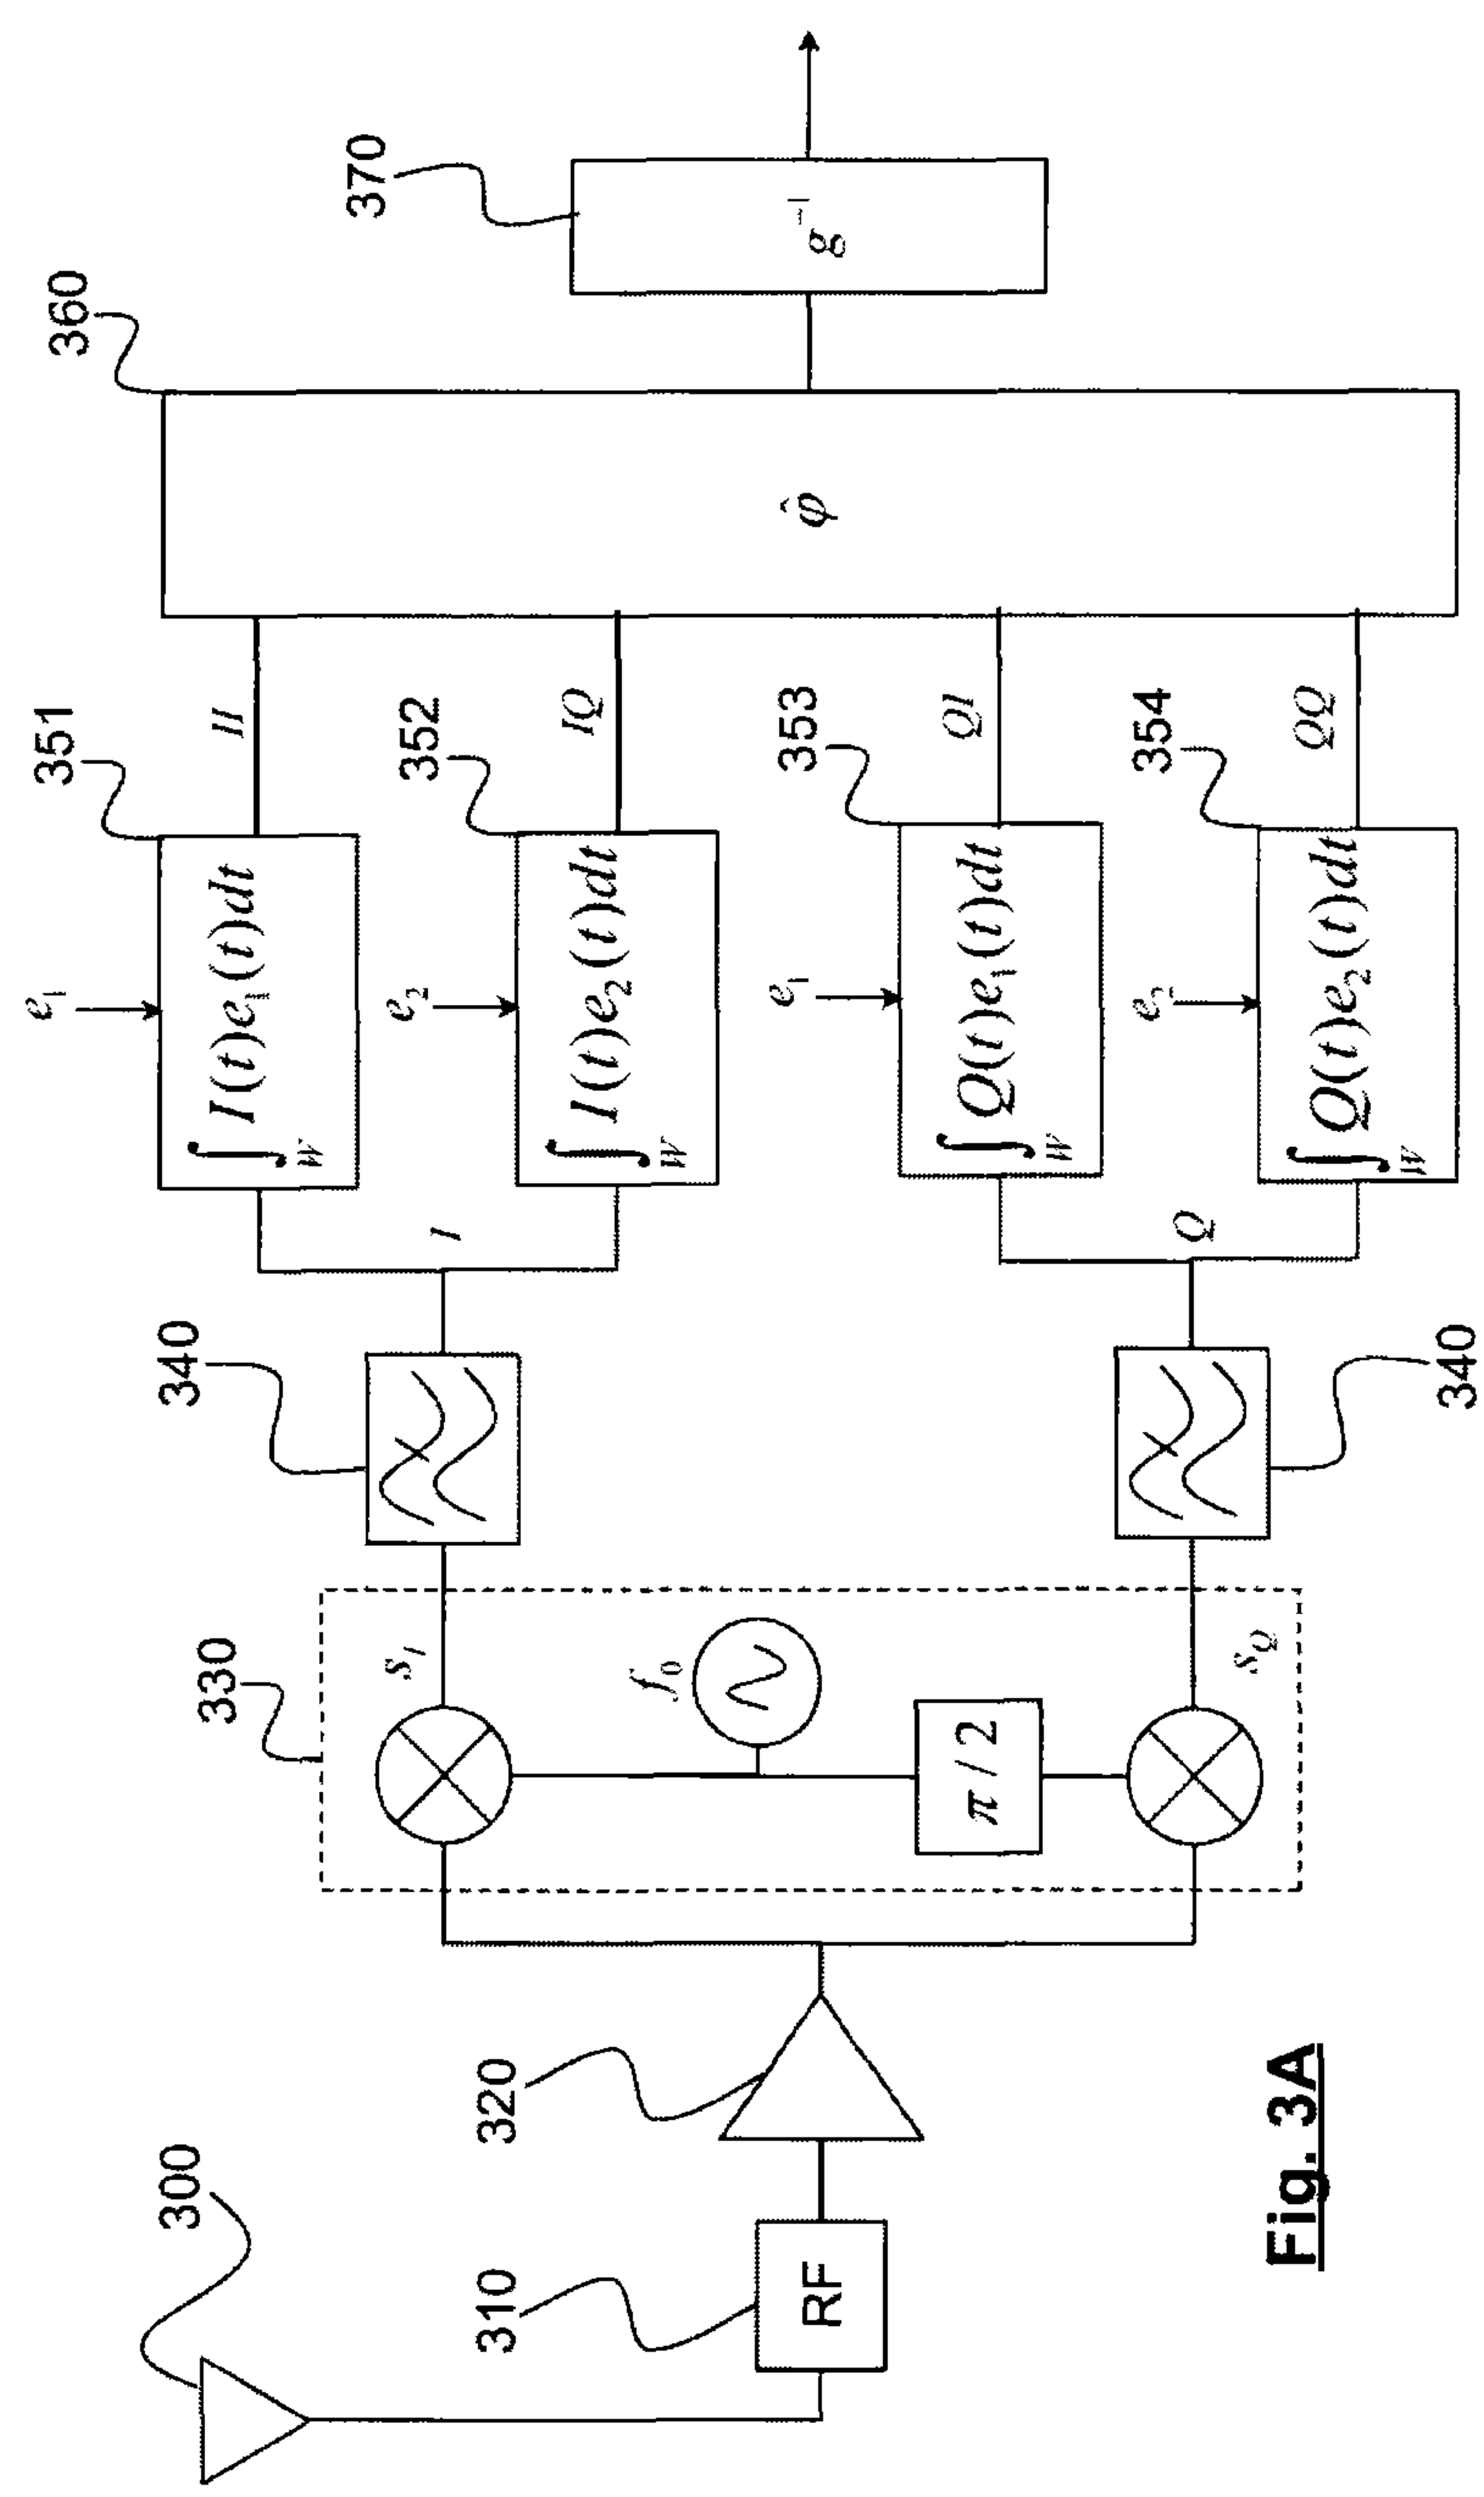 300
310
RF
320
330
s_I
f_0
π / 2
s_Q
340
340
I
Q
e_1
351
∫_W I(t)e_1(t)dt
II
e_2
352
∫_W I(t)e_2(t)dt
IQ
e_1
353
∫_W Q(t)e_1(t)dt
QI
e_2
354
∫_W Q(t)e_2(t)dt
QQ
360
φ̂
370
g⁻¹
Fig. 3A